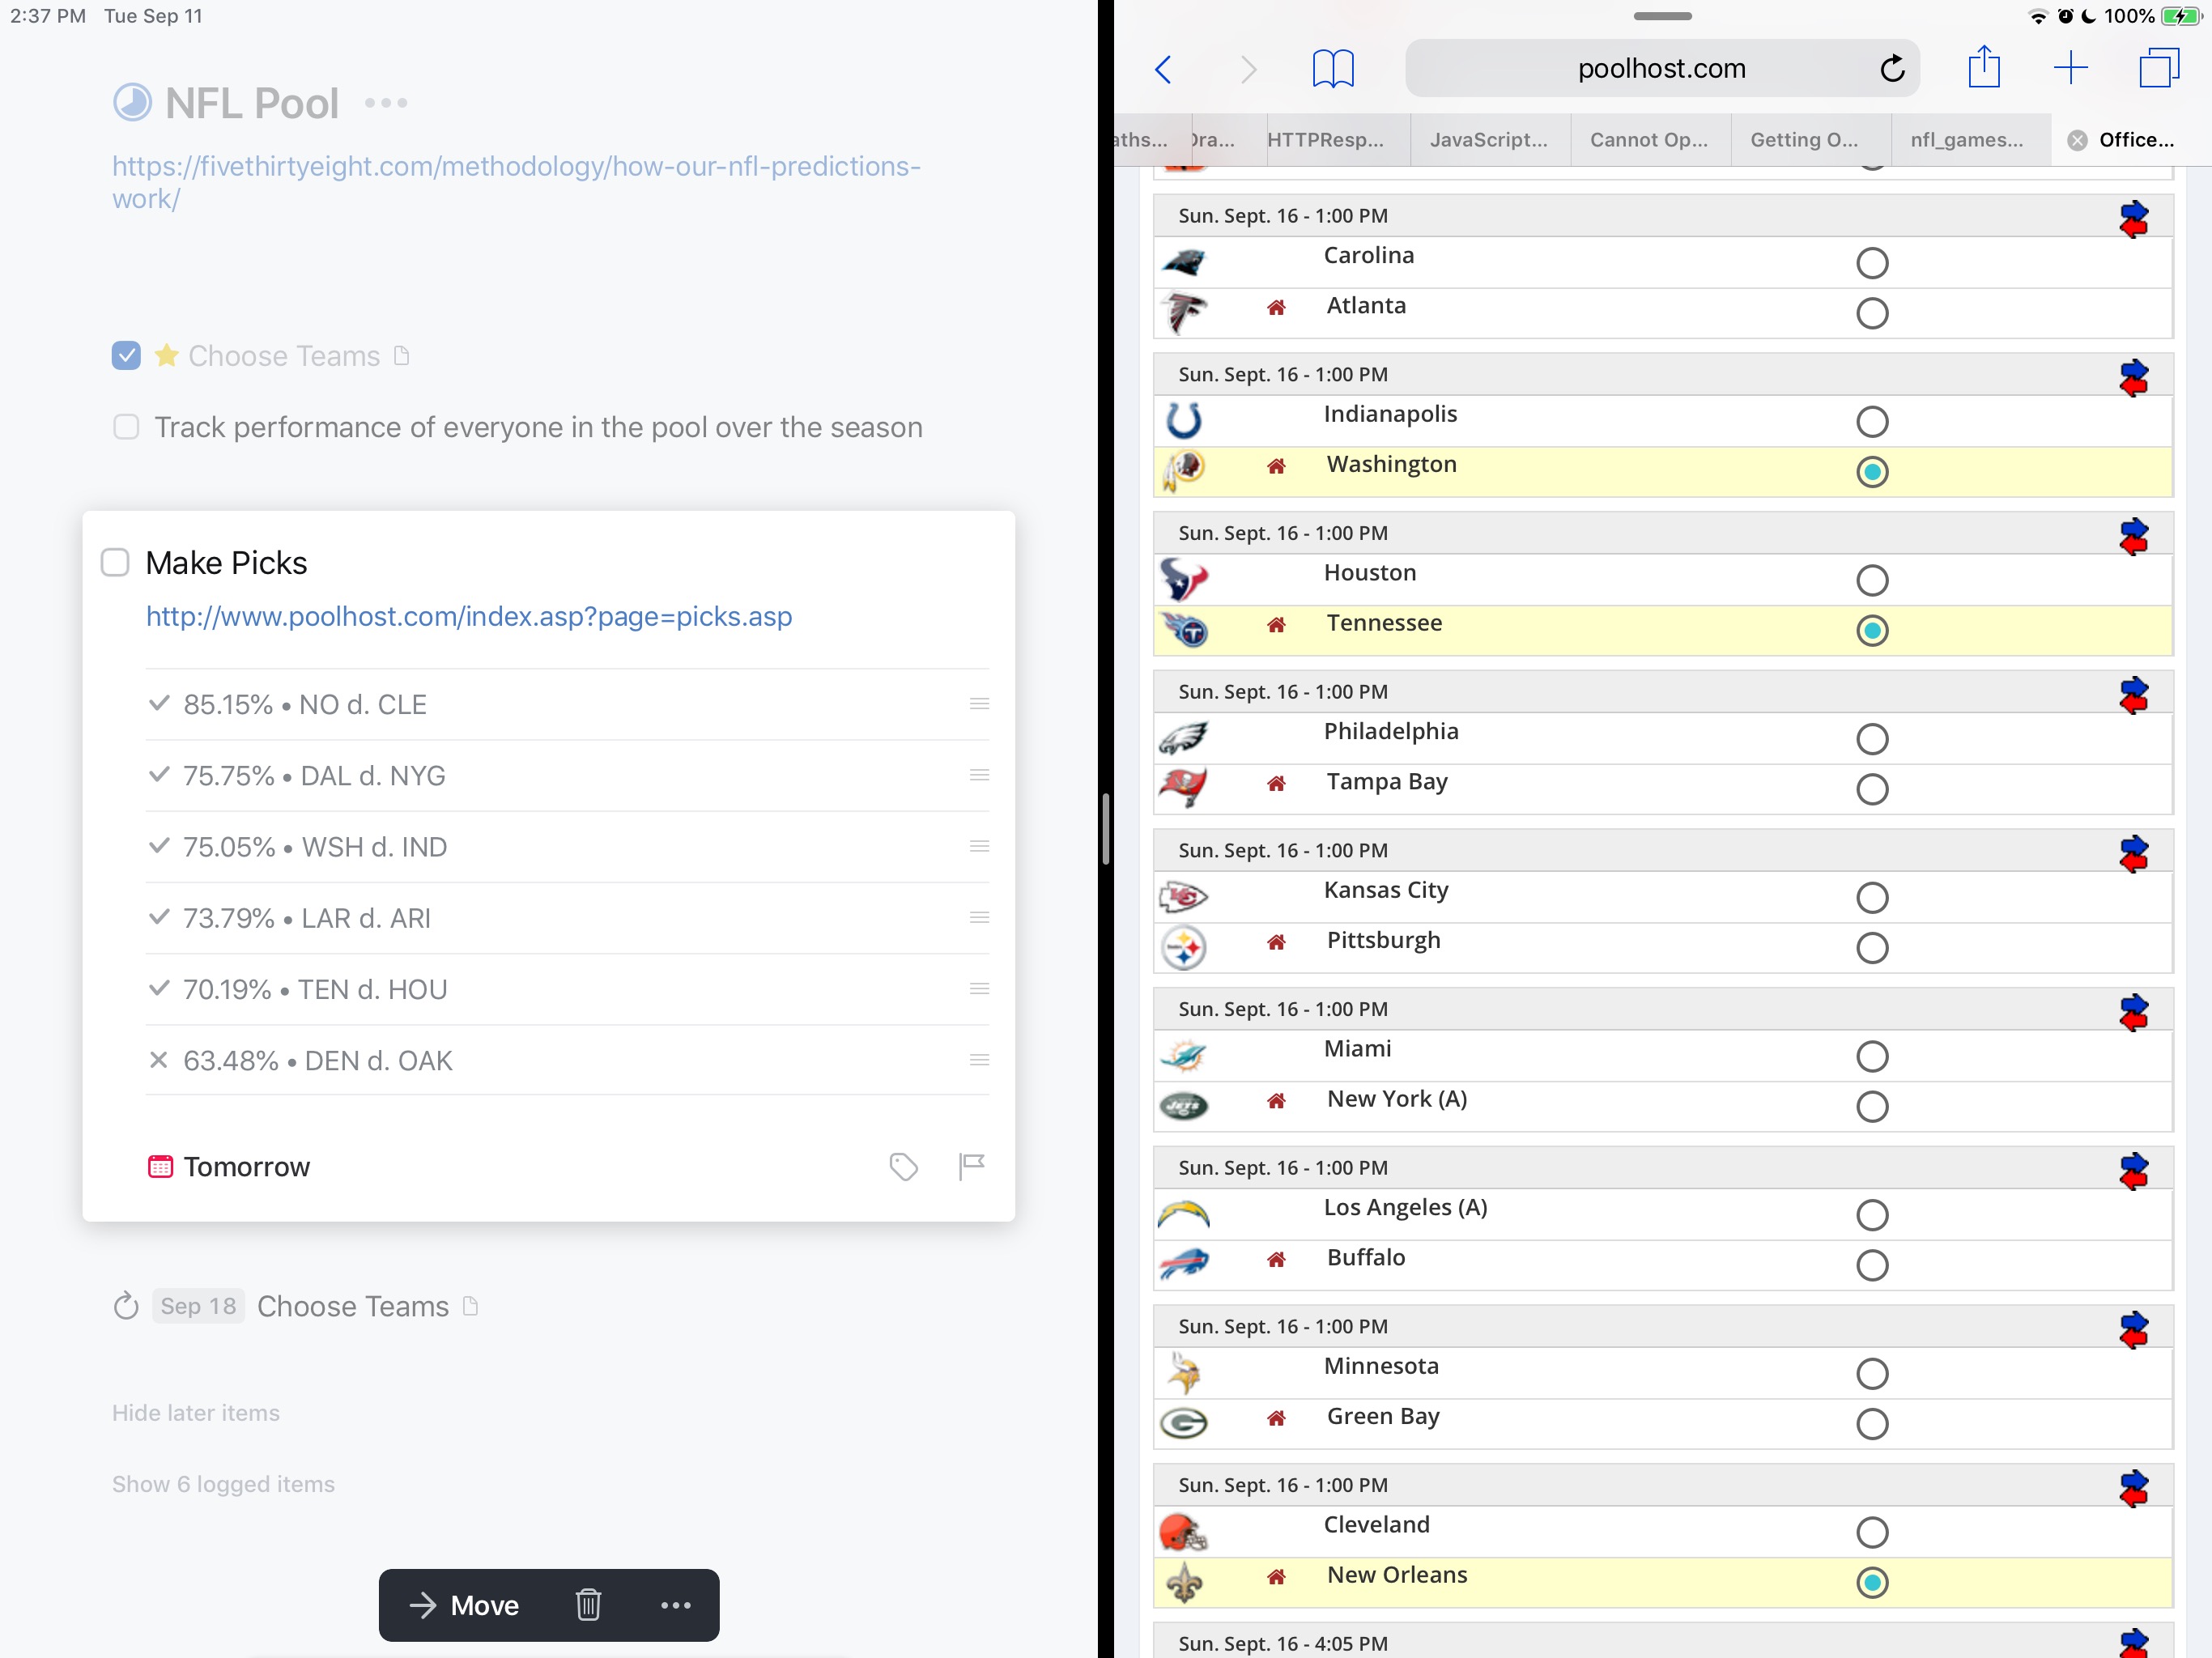 2:37 PM Tue Sep 11
NFL Pool
https://fivethirtyeight.com/methodology/how-our-nfl-predictions-
work/
Choose Teams
Track performance of everyone in the pool over the season
Make Picks
http://www.poolhost.com/index.asp?page=picks.asp
85.15% • NO d. CLE
75.75% • DAL d. NYG
75.05% • WSH d. IND
73.79% • LAR d. ARI
70.19% • TEN d. HOU
63.48% • DEN d. OAK
Tomorrow
Sep 18 Choose Teams
Hide later items
Show 6 logged items
Move
100%
poolhost.com
aths... Dra... HTTPResp... JavaScript... Cannot Op... Getting O... nfl_games... Office...
Sun. Sept. 16 - 1:00 PM
Carolina
Atlanta
Sun. Sept. 16 - 1:00 PM
Indianapolis
Washington
Sun. Sept. 16 - 1:00 PM
Houston
Tennessee
Sun. Sept. 16 - 1:00 PM
Philadelphia
Tampa Bay
Sun. Sept. 16 - 1:00 PM
Kansas City
Pittsburgh
Sun. Sept. 16 - 1:00 PM
Miami
New York (A)
Sun. Sept. 16 - 1:00 PM
Los Angeles (A)
Buffalo
Sun. Sept. 16 - 1:00 PM
Minnesota
Green Bay
Sun. Sept. 16 - 1:00 PM
Cleveland
New Orleans
Sun. Sept. 16 - 4:05 PM